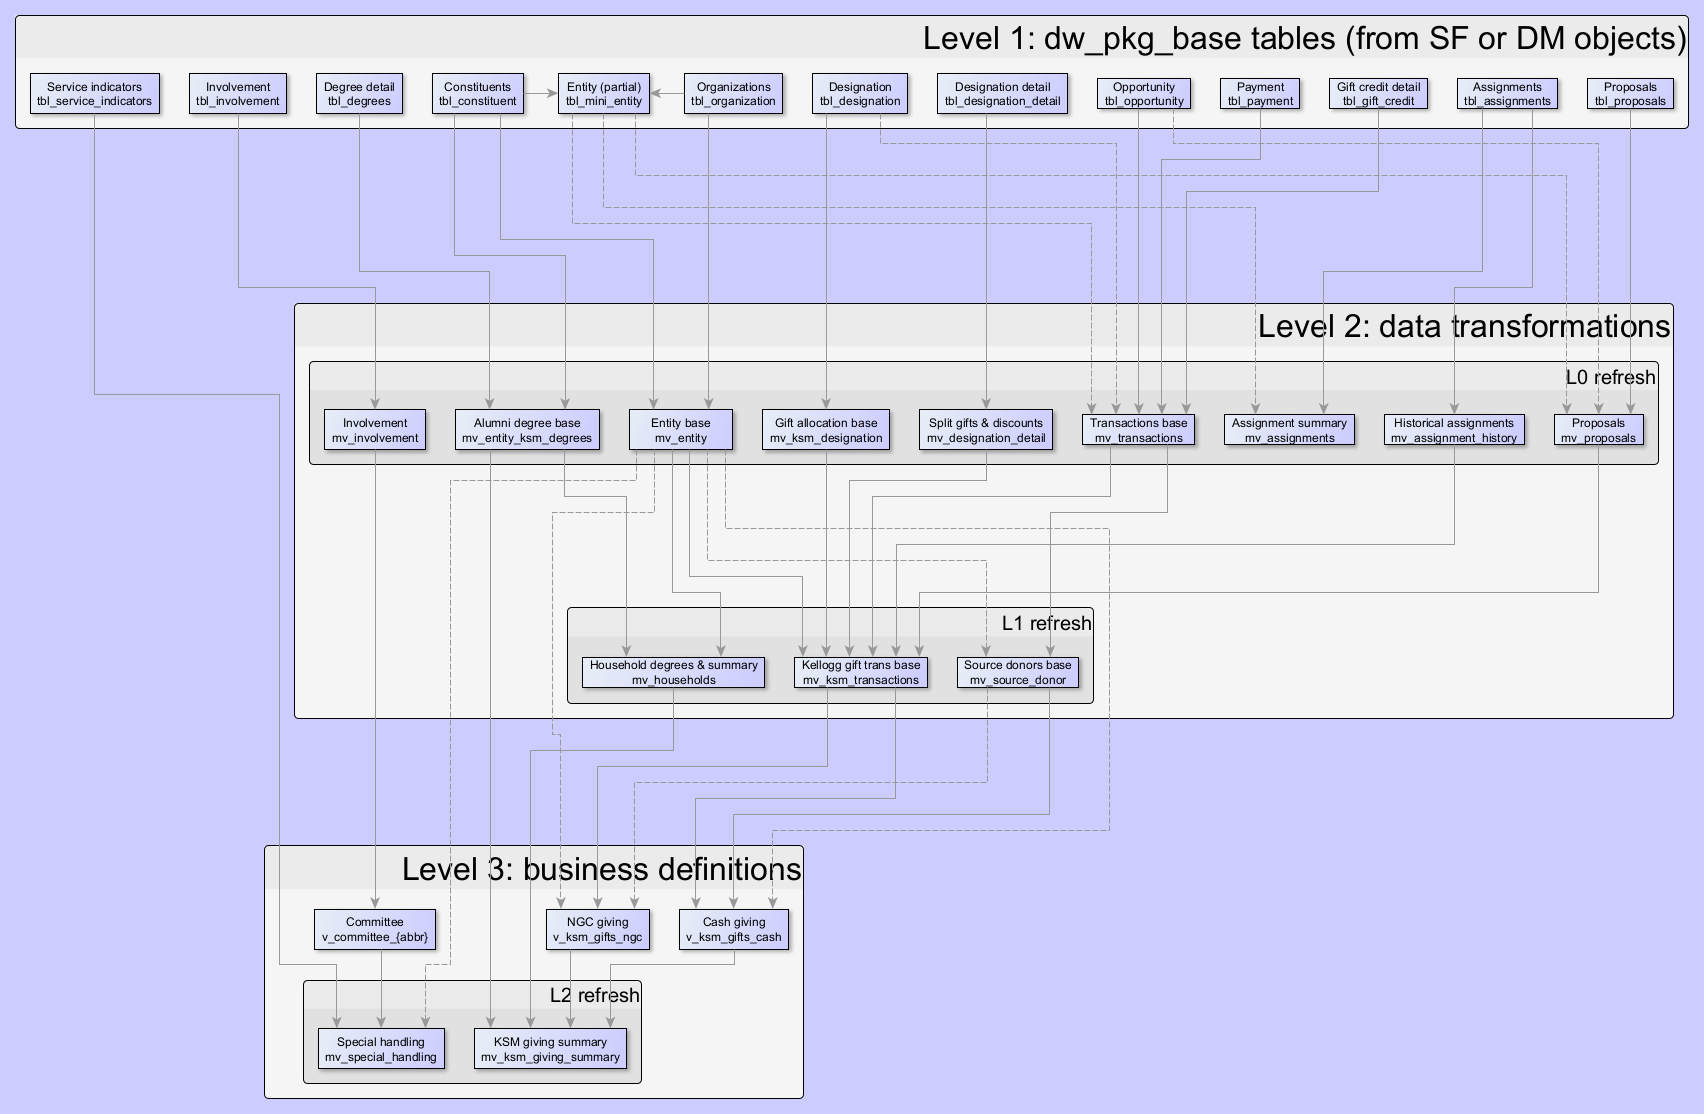 Level 1: dw_pkg_base tables (from SF or DM objects)
Service indicators
tbl_service_indicators
Involvement
tbl_involvement
Degree detail
tbl_degrees
Constituents
tbl_constituent
Entity (partial)
tbl_mini_entity
Organizations
tbl_organization
Designation
tbl_designation
Designation detail
tbl_designation_detail
Opportunity
tbl_opportunity
Payment
tbl_payment
Gift credit detail
tbl_gift_credit
Assignments
tbl_assignments
Proposals
tbl_proposals
Level 2: data transformations
L0 refresh
Involvement
mv_involvement
Alumni degree base
mv_entity_ksm_degrees
Entity base
mv_entity
Gift allocation base
mv_ksm_designation
Split gifts & discounts
mv_designation_detail
Transactions base
mv_transactions
Assignment summary
mv_assignments
Historical assignments
mv_assignment_history
Proposals
mv_proposals
L1 refresh
Household degrees & summary
mv_households
Kellogg gift trans base
mv_ksm_transactions
Source donors base
mv_source_donor
Level 3: business definitions
Committee
v_committee_{abbr}
NGC giving
v_ksm_gifts_ngc
Cash giving
v_ksm_gifts_cash
L2 refresh
Special handling
mv_special_handling
KSM giving summary
mv_ksm_giving_summary